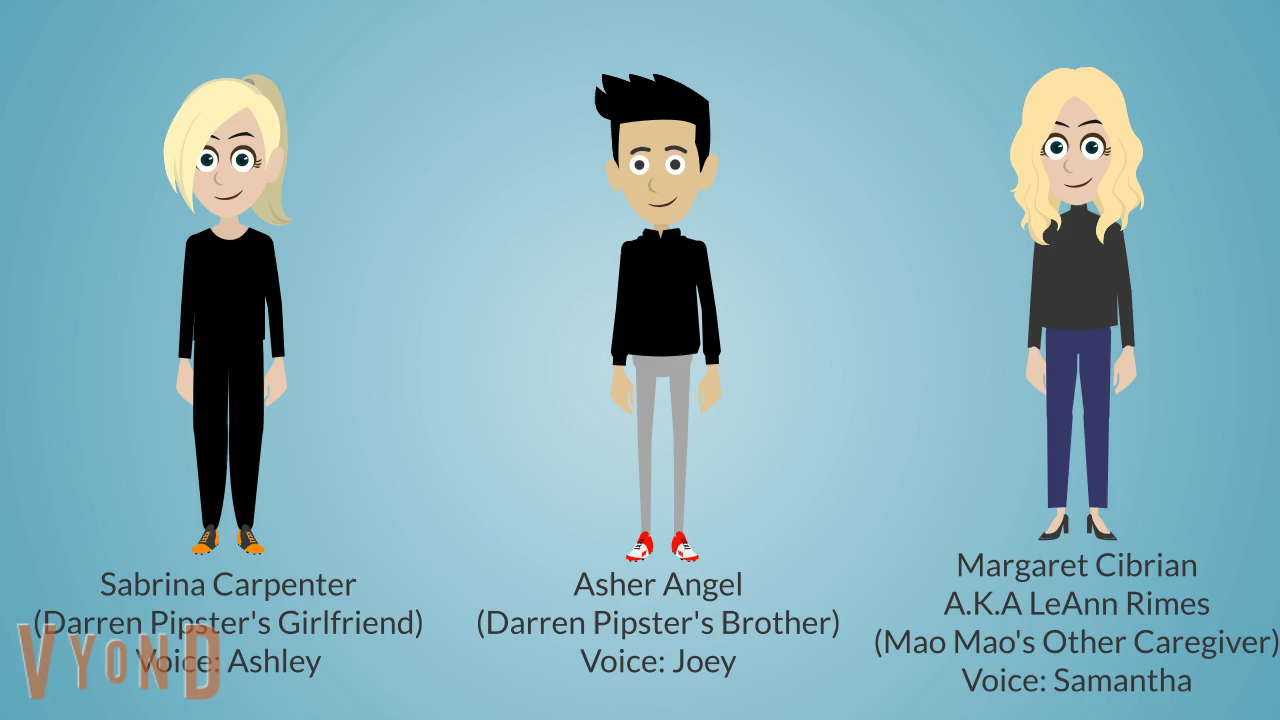 Sabrina Carpenter
(Darren Pipster's Girlfriend)
Voice: Ashley
Asher Angel
(Darren Pipster's Brother)
Voice: Joey
Margaret Cibrian
A.K.A LeAnn Rimes
(Mao Mao's Other Caregiver)
Voice: Samantha
VYOND